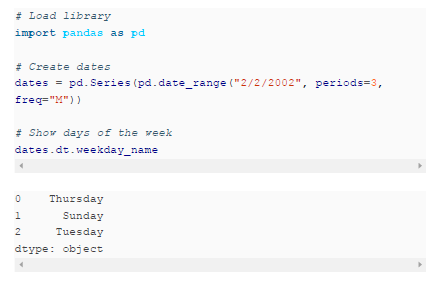 # Load library
import pandas as pd
# Create dates
dates = pd.Series(pd.date_range("2/2/2002", periods=3,
freq="M"))
# Show days of the week
dates.dt.weekday_name
0    Thursday
1      Sunday
2     Tuesday
dtype: object